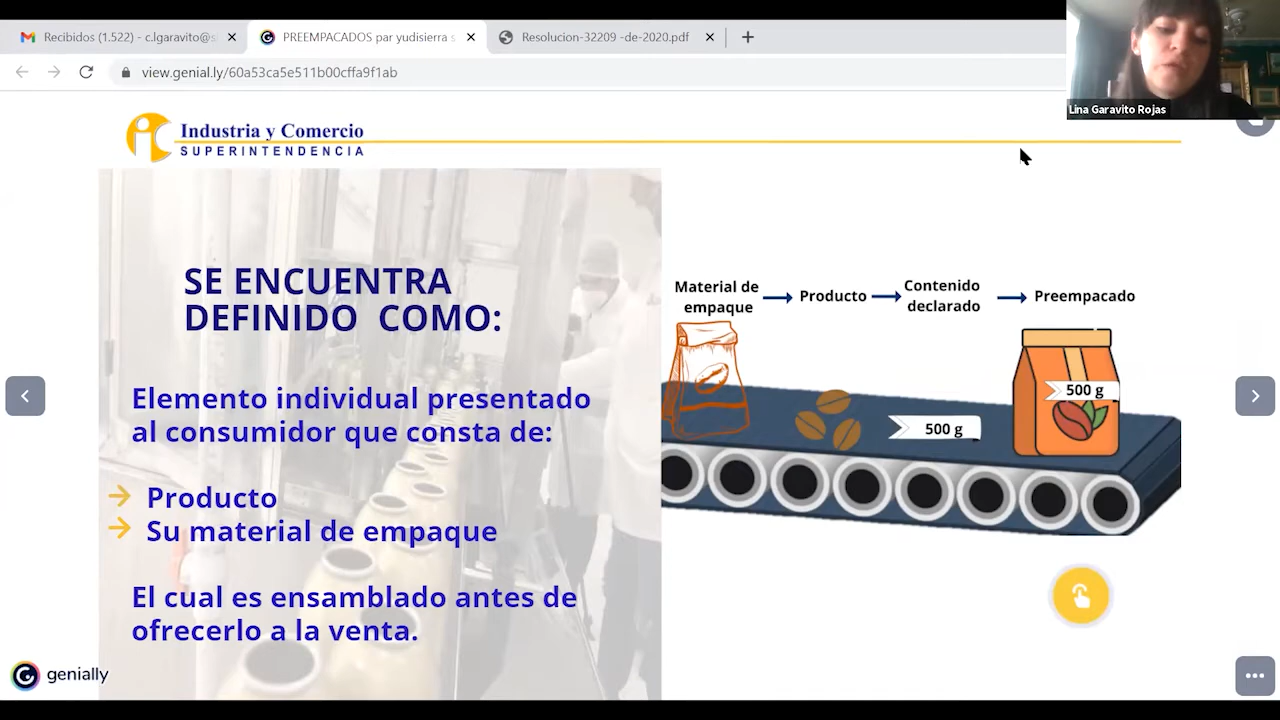 Recibidos (1.522) - c.lgaravito@s
PREEMPACADOS par yudisierra s
Resolucion-32209 -de-2020.pdf
view.genial.ly/60a53ca5e511b00cffa9f1ab
Lina Garavito Rojas
Industria y Comercio
SUPERINTENDENCIA
SE ENCUENTRA
DEFINIDO COMO:
Elemento individual presentado
al consumidor que consta de:
Producto
Su material de empaque
El cual es ensamblado antes de
ofrecerlo a la venta.
Material de
empaque
Producto
Contenido
declarado
Preempacado
500 g
500 g
genially